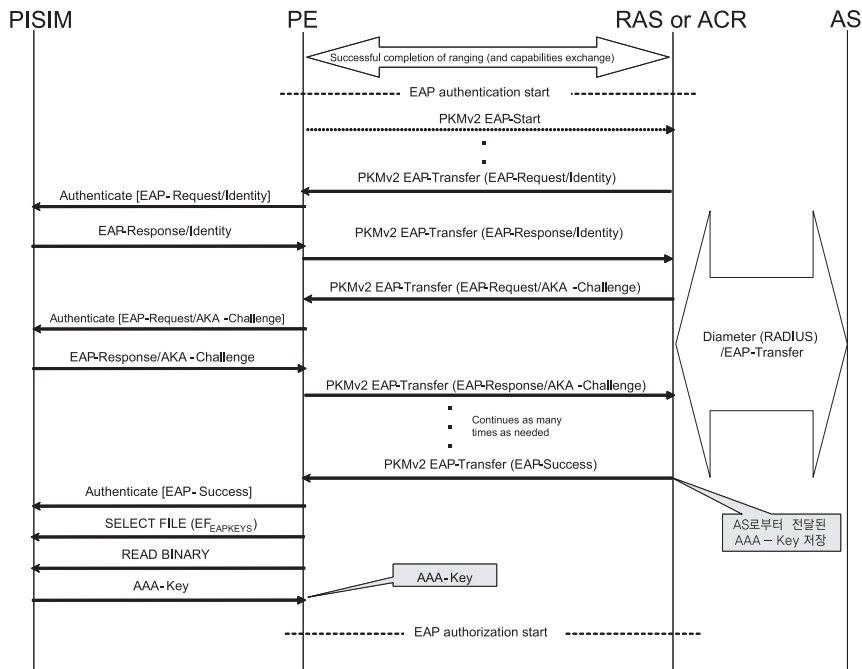 PISIM
PE
RAS or ACR
AS
Successful completion of ranging (and capabilities exchange)
EAP authentication start
PKMv2 EAP-Start
PKMv2 EAP-Transfer (EAP-Request/Identity)
Authenticate [EAP- Request/Identity]
EAP-Response/Identity
PKMv2 EAP-Transfer (EAP-Response/Identity)
PKMv2 EAP-Transfer (EAP-Request/AKA -Challenge)
Authenticate [EAP-Request/AKA -Challenge]
Diameter (RADIUS)
/EAP-Transfer
EAP-Response/AKA - Challenge
PKMv2 EAP-Transfer (EAP-Response/AKA -Challenge)
Continues as many
times as needed
PKMv2 EAP-Transfer (EAP-Success)
Authenticate [EAP- Success]
SELECT FILE (EFEAPKEYS)
AS로부터 전달된
AAA – Key 저장
READ BINARY
AAA- Key
AAA- Key
EAP authorization start